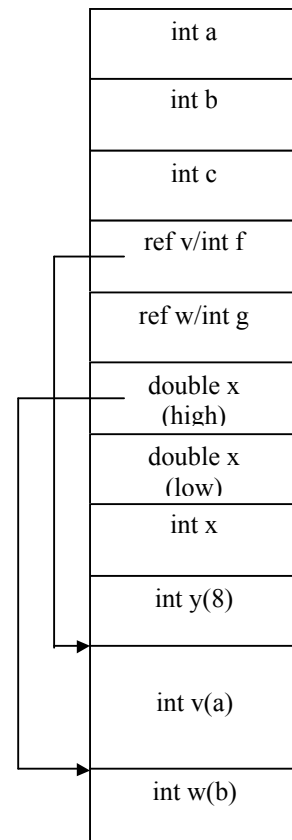 int a
int b
int c
ref v/int f
ref w/int g
double x
(high)
double x
(low)
int x
int y(8)
int v(a)
int w(b)